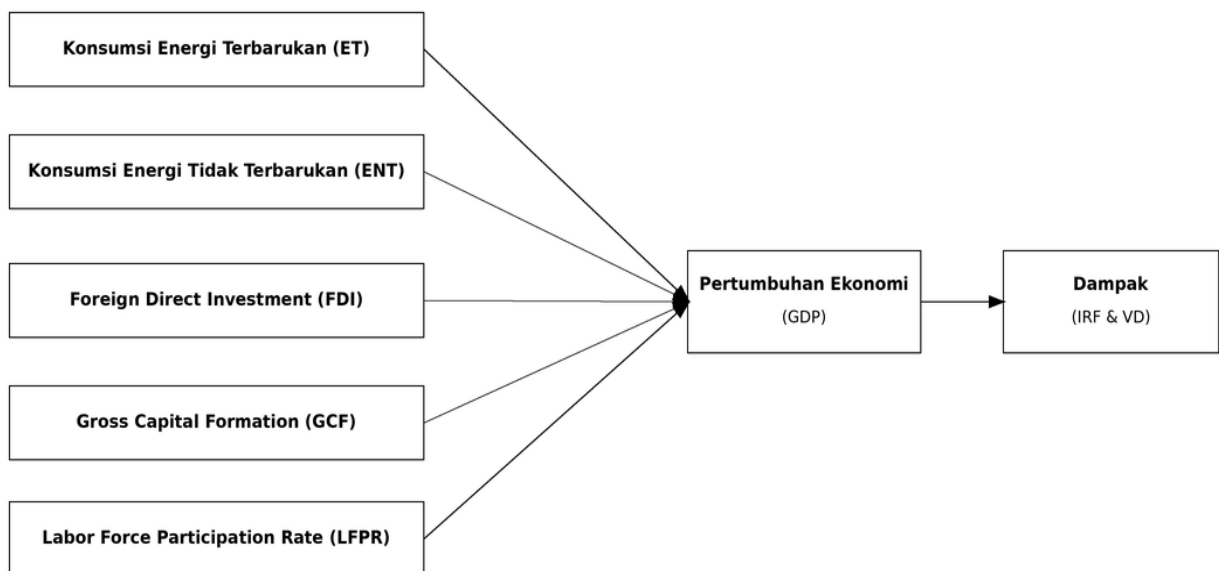 Konsumsi Energi Terbarukan (ET)
Konsumsi Energi Tidak Terbarukan (ENT)
Foreign Direct Investment (FDI)
Gross Capital Formation (GCF)
Labor Force Participation Rate (LFPR)
Pertumbuhan Ekonomi
(GDP)
Dampak
(IRF & VD)